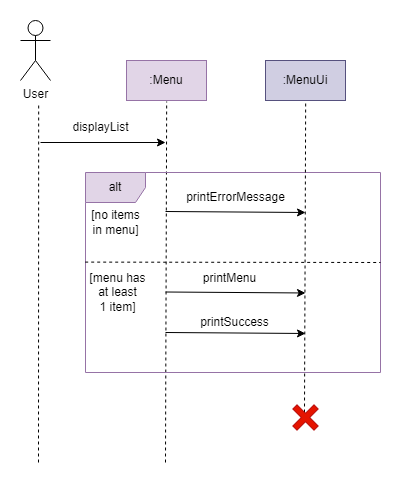 User
:Menu
:MenuUi
displayList
alt
[no items
in menu]
printErrorMessage
[menu has
at least
1 item]
printMenu
printSuccess